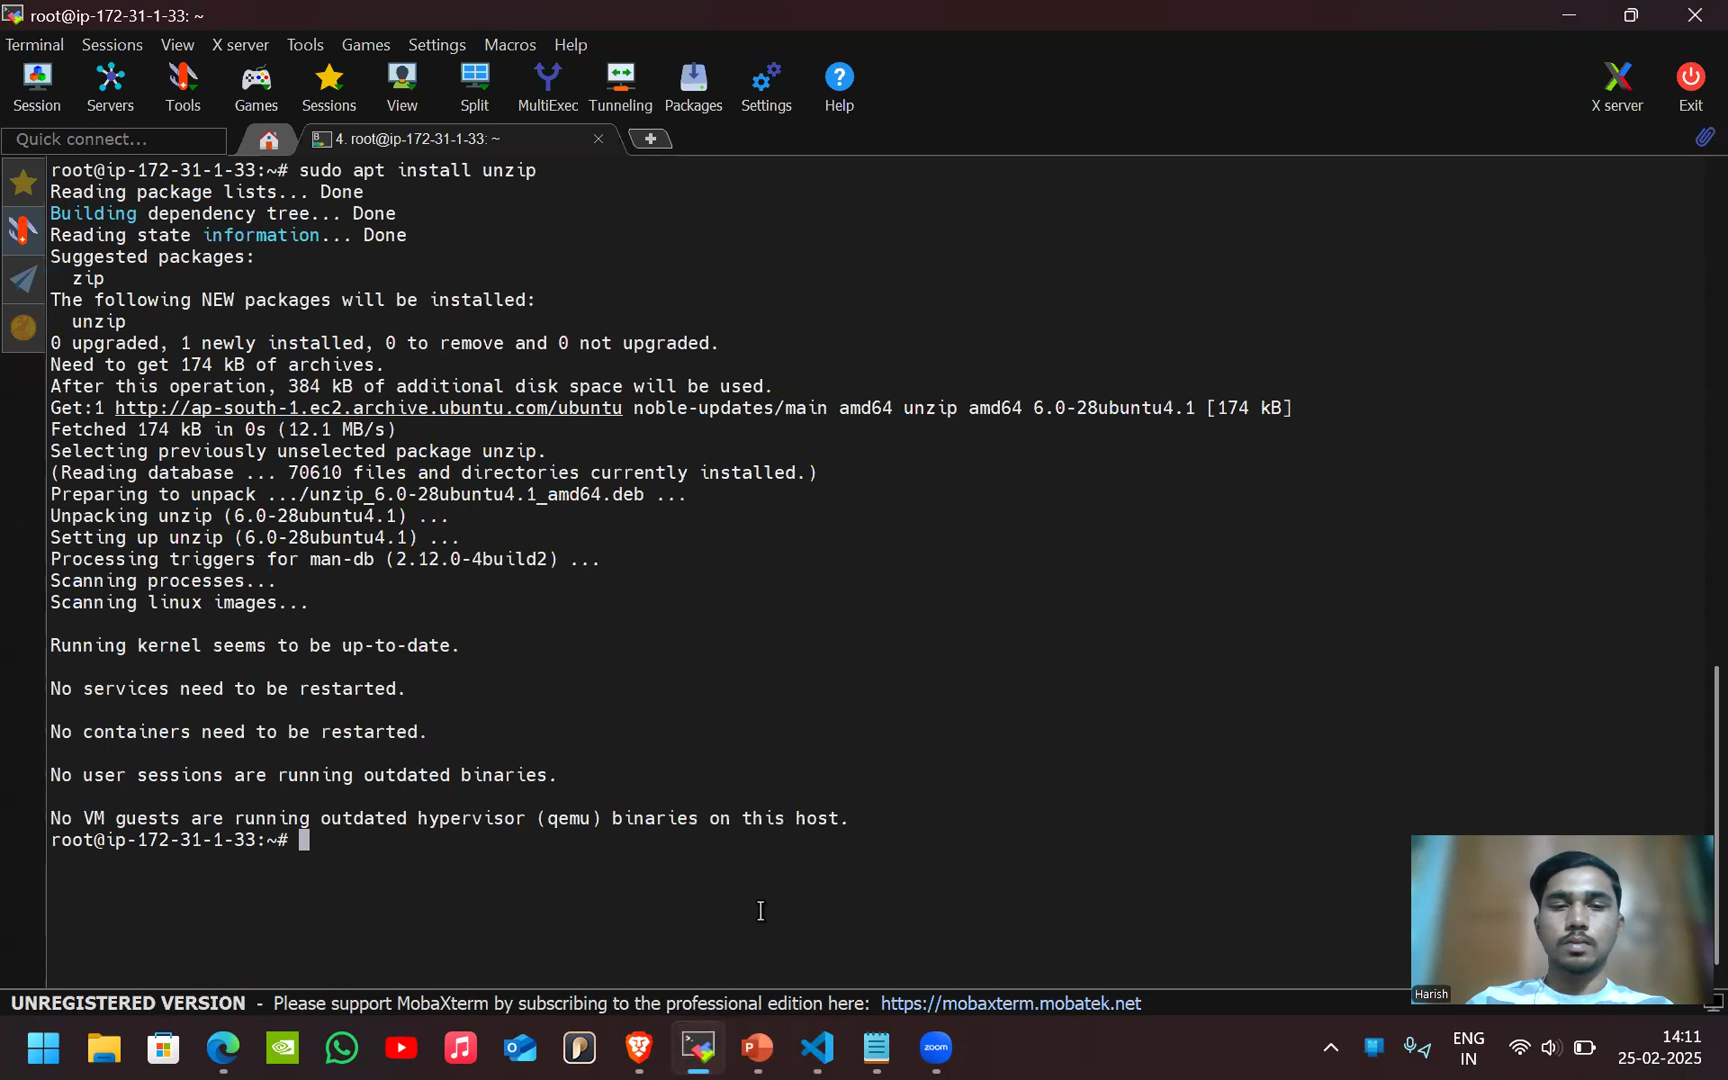 root@ip-172-31-1-33: ~
Terminal Sessions View X server Tools Games Settings Macros Help
Session Servers Tools Games Sessions View Split MultiExec Tunneling Packages Settings Help X server Exit
Quick connect...
4. root@ip-172-31-1-33: ~
root@ip-172-31-1-33:~# sudo apt install unzip
Reading package lists... Done
Building dependency tree... Done
Reading state information... Done
Suggested packages:
zip
The following NEW packages will be installed:
unzip
0 upgraded, 1 newly installed, 0 to remove and 0 not upgraded.
Need to get 174 kB of archives.
After this operation, 384 kB of additional disk space will be used.
Get:1 http://ap-south-1.ec2.archive.ubuntu.com/ubuntu noble-updates/main amd64 unzip amd64 6.0-28ubuntu4.1 [174 kB]
Fetched 174 kB in 0s (12.1 MB/s)
Selecting previously unselected package unzip.
(Reading database ... 70610 files and directories currently installed.)
Preparing to unpack .../unzip_6.0-28ubuntu4.1_amd64.deb ...
Unpacking unzip (6.0-28ubuntu4.1) ...
Setting up unzip (6.0-28ubuntu4.1) ...
Processing triggers for man-db (2.12.0-4build2) ...
Scanning processes...
Scanning linux images...
Running kernel seems to be up-to-date.
No services need to be restarted.
No containers need to be restarted.
No user sessions are running outdated binaries.
No VM guests are running outdated hypervisor (qemu) binaries on this host.
root@ip-172-31-1-33:~#
Harish
UNREGISTERED VERSION - Please support MobaXterm by subscribing to the professional edition here: https://mobaxterm.mobatek.net
zoom
ENG
IN
14:11
25-02-2025